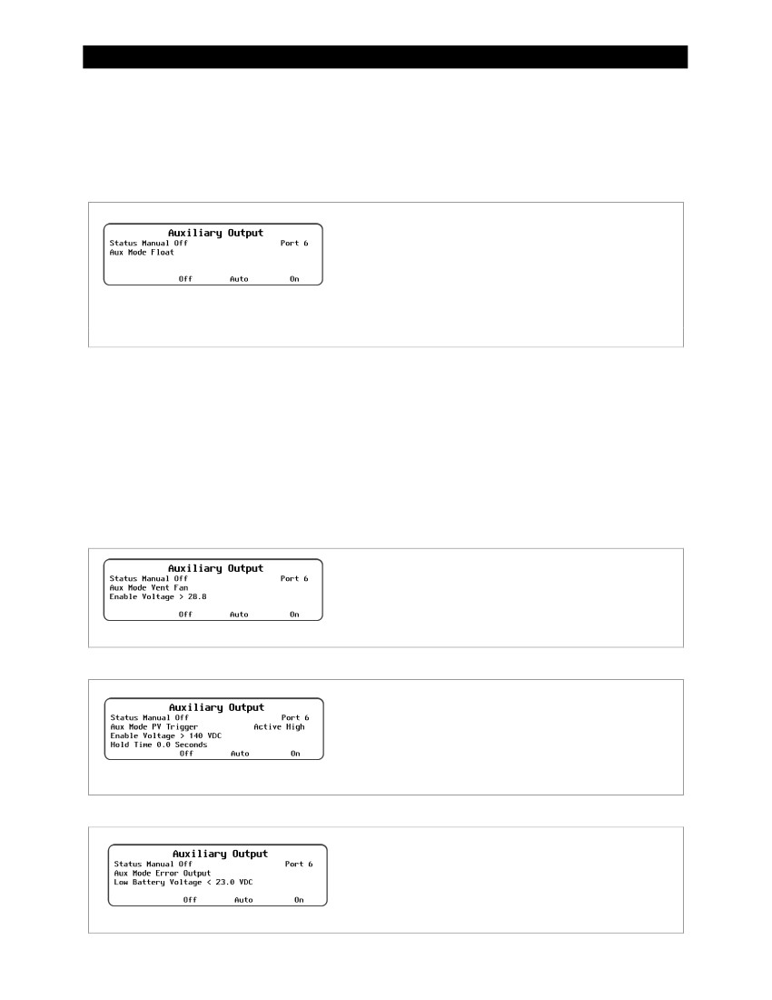 Auxiliary Output
Status Manual Off Port 6
Aux Mode Float
Off Auto On
Auxiliary Output
Status Manual Off Port 6
Aux Mode Vent Fan
Enable Voltage > 28.8
Off Auto On
Auxiliary Output
Status Manual Off Port 6
Aux Mode PV Trigger Active High
Enable Voltage > 140 VDC
Hold Time 0.0 Seconds
Off Auto On
Auxiliary Output
Status Manual Off Port 6
Aux Mode Error Output
Low Battery Voltage < 23.0 VDC
Off Auto On